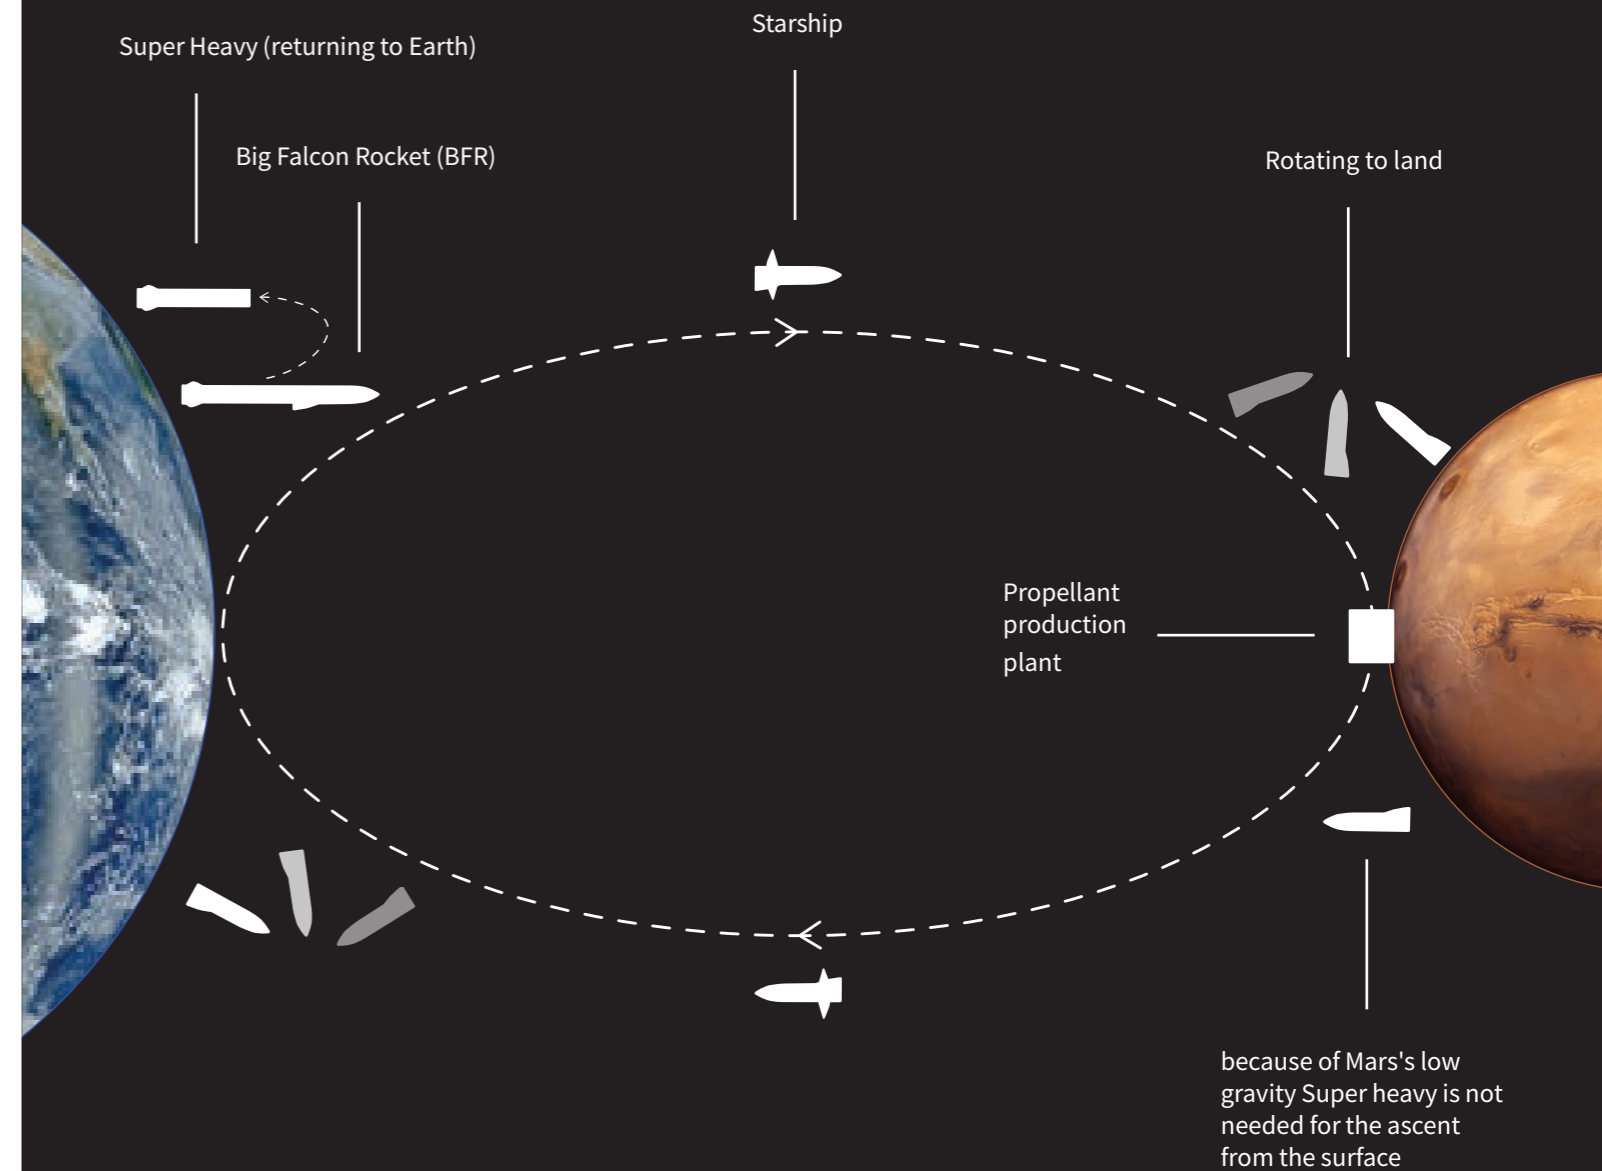 Starship
Super Heavy (returning to Earth)
Big Falcon Rocket (BFR)
Rotating to land
Propellant
production
plant
because of Mars's low
gravity Super heavy is not
needed for the ascent
from the surface